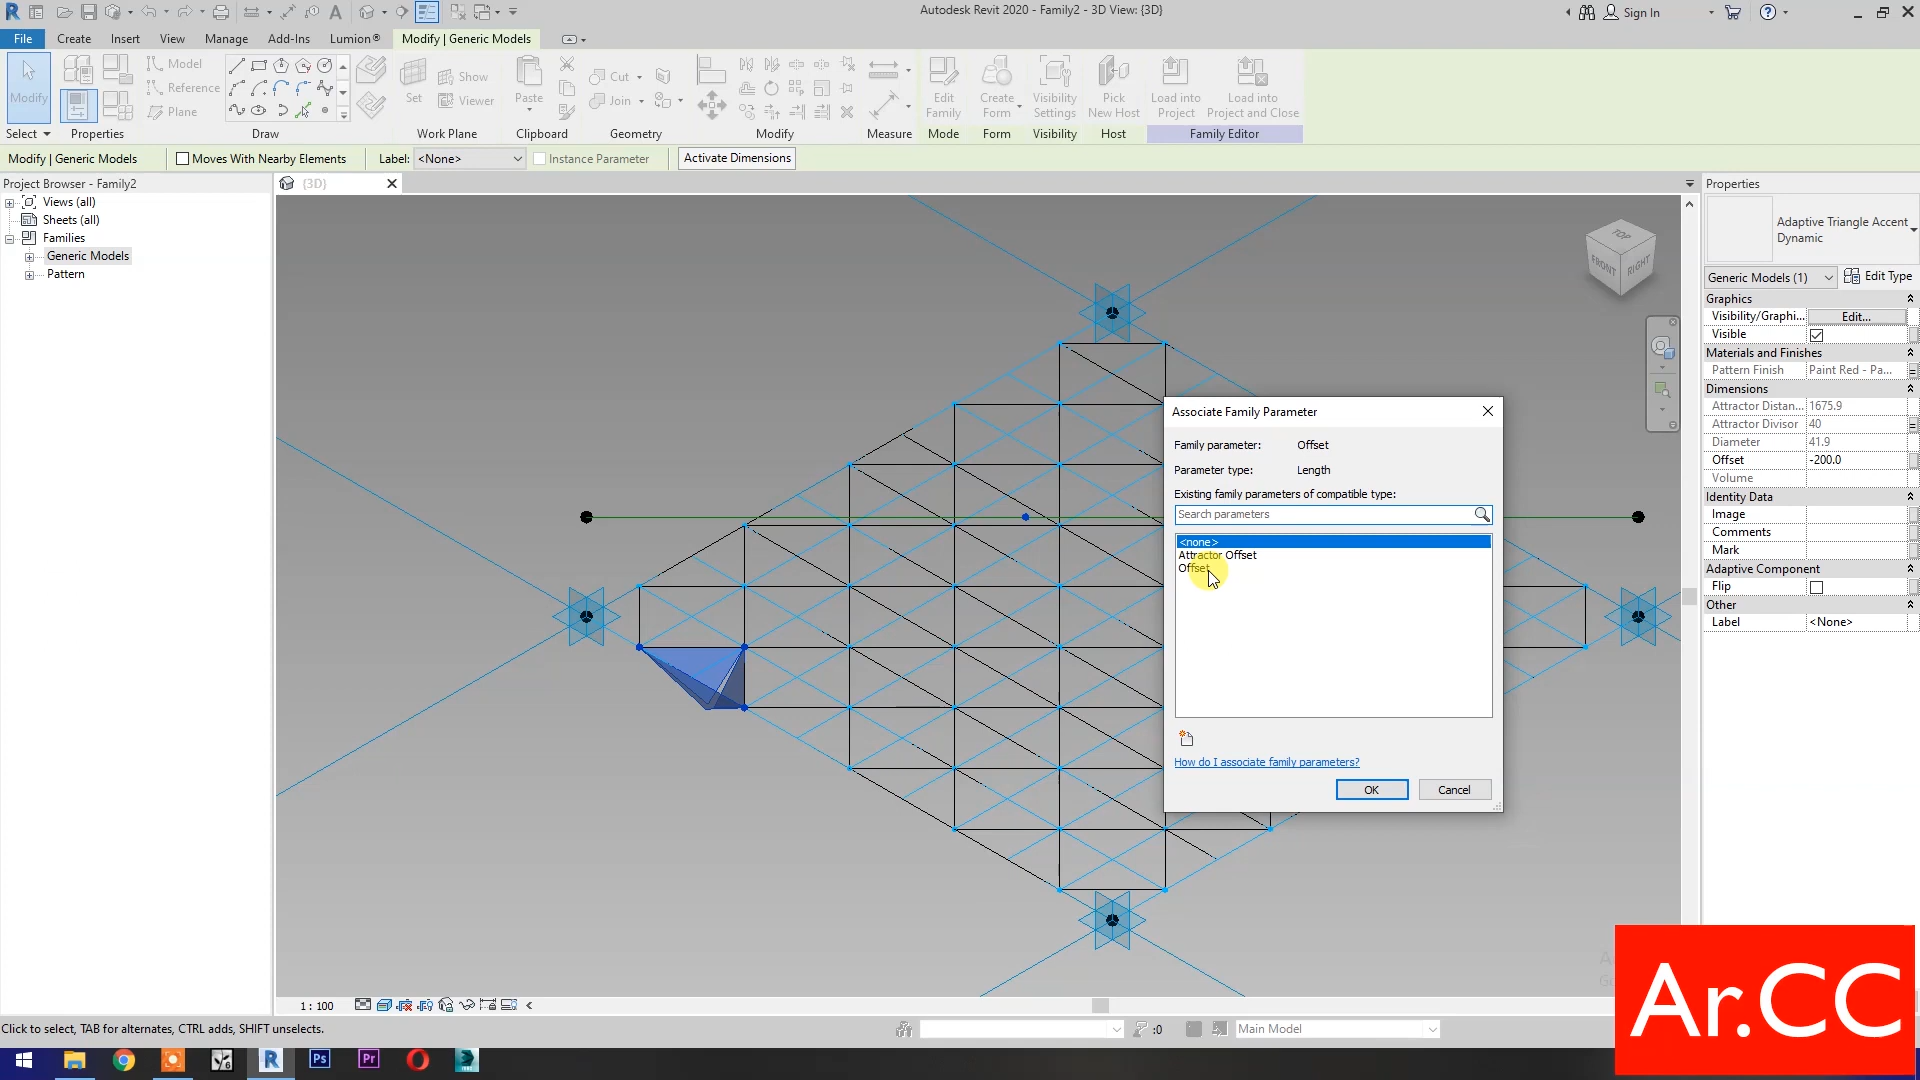 Autodesk Revit 2020 - Family2 - 3D View: {3D}
Sign In
File Create Insert View Manage Add-Ins Lumion® Modify | Generic Models
Modify
Model
Reference
Plane
Set
Show
Viewer
Paste
Cut
Join
Edit
Family
Create
Form
Visibility
Settings
Pick
New Host
Load into
Project
Load into
Project and Close
Select Properties Draw Work Plane Clipboard Geometry Modify Measure Mode Form Visibility Host Family Editor
Modify | Generic Models
Moves With Nearby Elements
Label: <None>
Instance Parameter
Activate Dimensions
Project Browser - Family2
Views (all)
Sheets (all)
Families
Generic Models
Pattern
{3D}
TOP
FRONT
RIGHT
Associate Family Parameter
Family parameter: Offset
Parameter type: Length
Existing family parameters of compatible type:
Search parameters
<none>
Attractor Offset
Offset
How do I associate family parameters?
OK
Cancel
Properties
Adaptive Triangle Accent
Dynamic
Generic Models (1) Edit Type
Graphics
Visibility/Graphi... Edit...
Visible
Materials and Finishes
Pattern Finish Paint Red - Pa...
Dimensions
Attractor Distan... 1675.9
Attractor Divisor 40
Diameter 41.9
Offset -200.0
Volume
Identity Data
Image
Comments
Mark
Adaptive Component
Flip
Other
Label <None>
1 : 100
Click to select, TAB for alternates, CTRL adds, SHIFT unselects.
:0
Main Model
Ps
Pr
R
Ar.CC